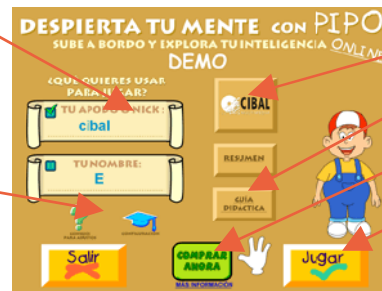 DESPIERTA TU MENTE CON PIPO
SUBE A BORDO Y EXPLORA TU INTELIGENCIA ONLINE
DEMO
¿QUÉ QUIERES USAR
PARA JUGAR?
TU APODO O NICK:
cibal
TU NOMBRE:
E
CIBAL
RESUMEN
GUÍA
DIDÁCTICA
Salir
COMPRAR
AHORA
MÁS INFORMACIÓN
Jugar